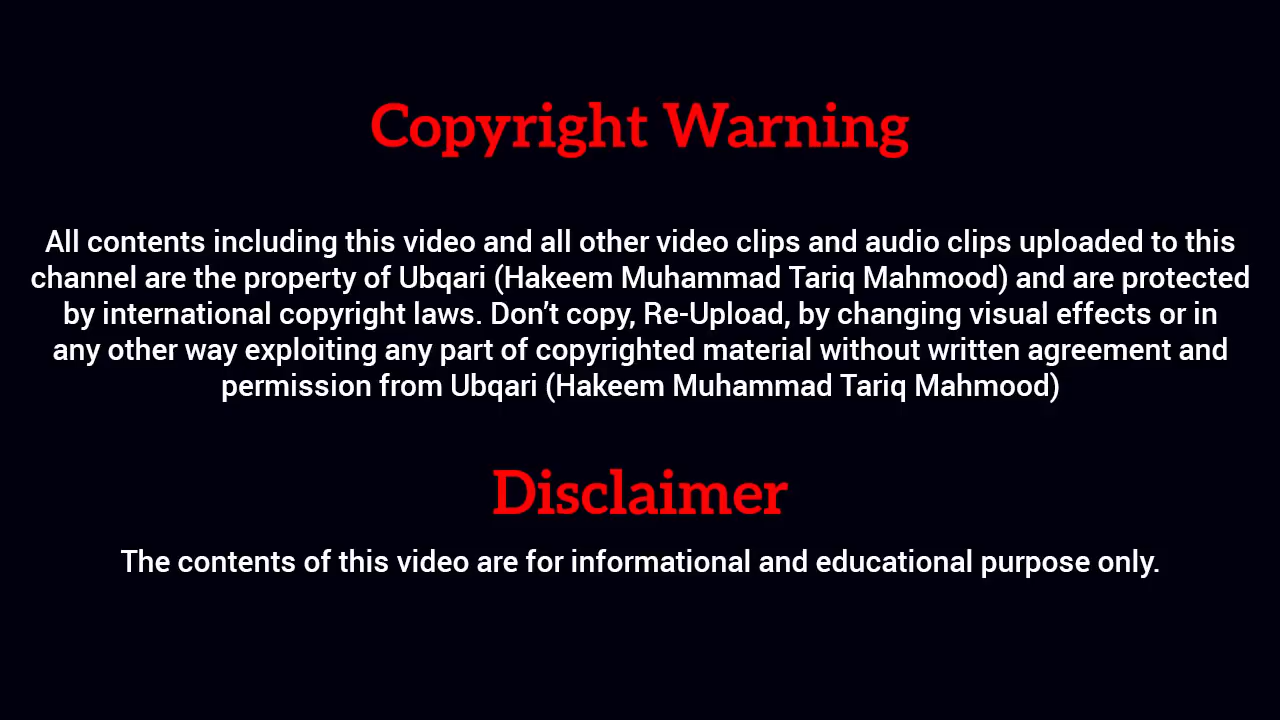 Copyright Warning
All contents including this video and all other video clips and audio clips uploaded to this
channel are the property of Ubqari (Hakeem Muhammad Tariq Mahmood) and are protected
by international copyright laws. Don’t copy, Re-Upload, by changing visual effects or in
any other way exploiting any part of copyrighted material without written agreement and
permission from Ubqari (Hakeem Muhammad Tariq Mahmood)
Disclaimer
The contents of this video are for informational and educational purpose only.